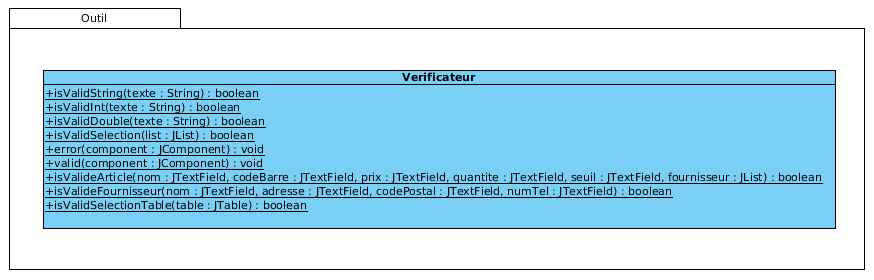 Outil
Verificateur
+isValidString(texte : String) : boolean
+isValidInt(texte : String) : boolean
+isValidDouble(texte : String) : boolean
+isValidSelection(list : JList) : boolean
+error(component : JComponent) : void
+valid(component : JComponent) : void
+isValideArticle(nom : JTextField, codeBarre : JTextField, prix : JTextField, quantite : JTextField, seuil : JTextField, fournisseur : JList) : boolean
+isValideFournisseur(nom : JTextField, adresse : JTextField, codePostal : JTextField, numTel : JTextField) : boolean
+isValidSelectionTable(table : JTable) : boolean